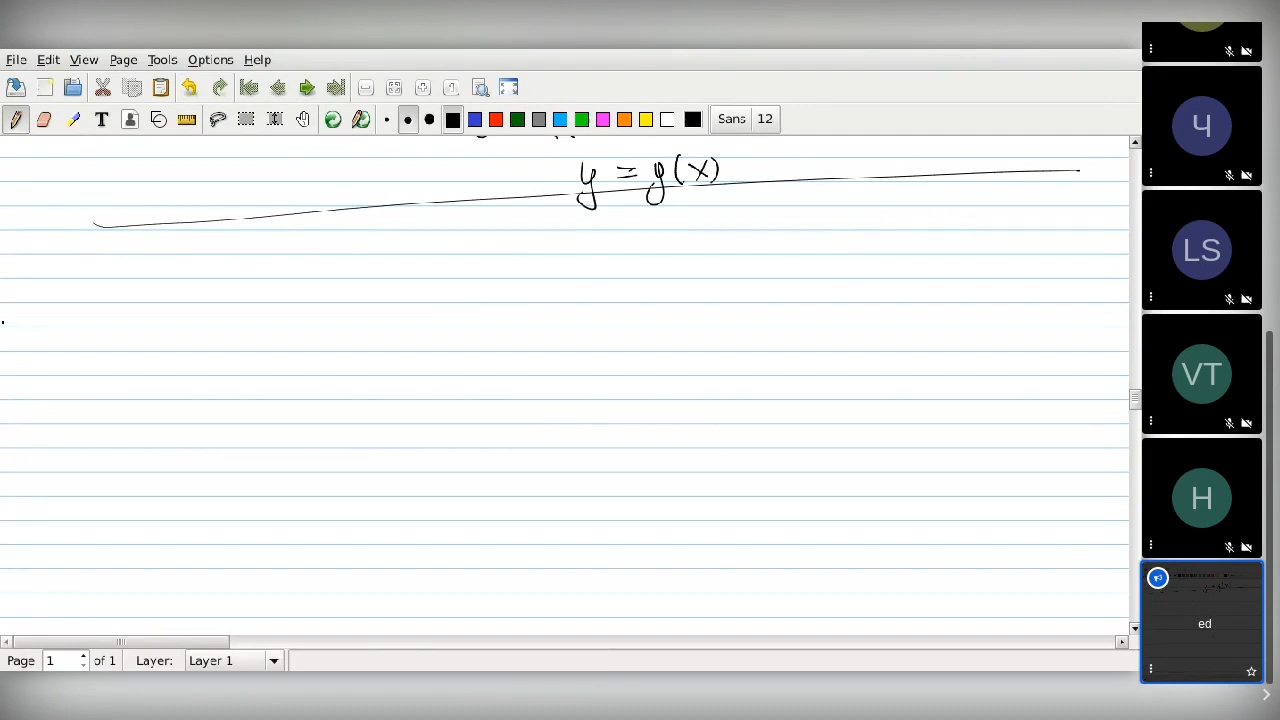 File Edit View Page Tools Options Help
Sans 12
y = g(x)
Ч
LS
VT
H
ed
Page 1 of 1 Layer: Layer 1